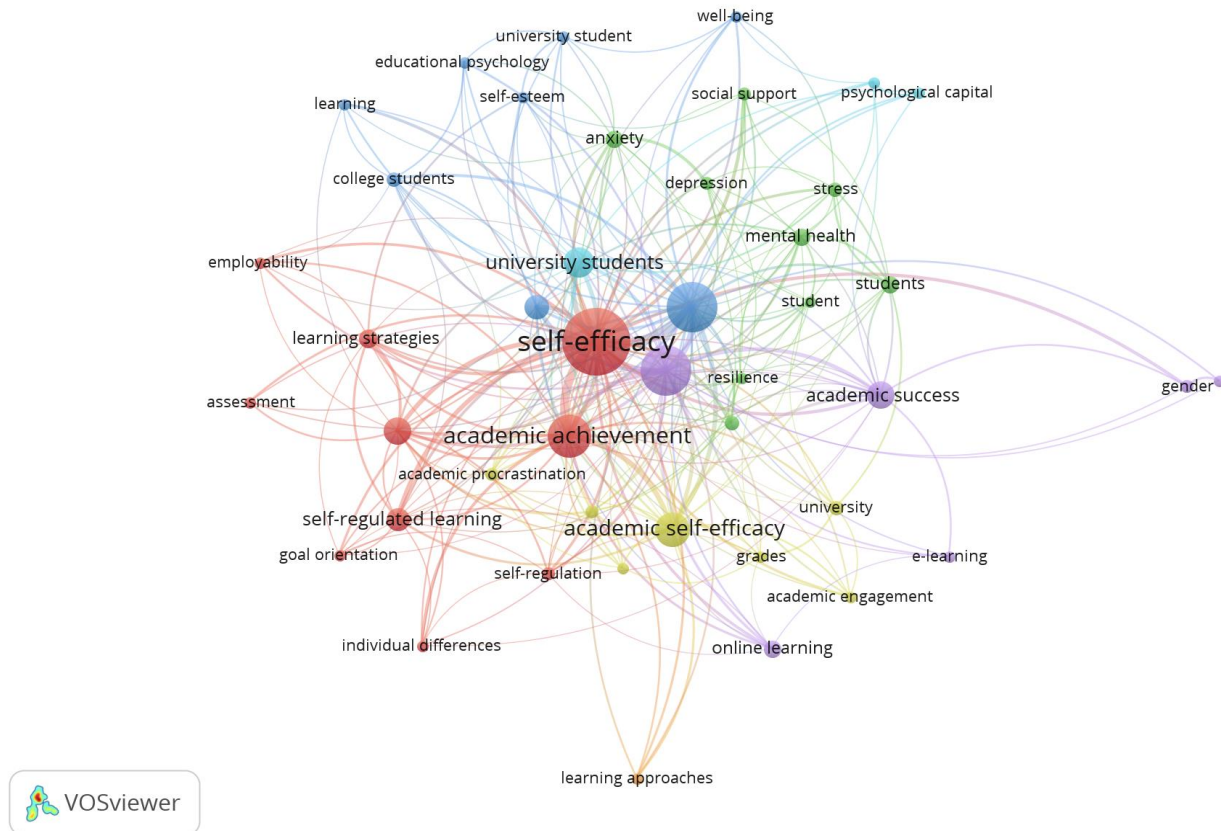 well-being
university student
educational psychology
psychological capital
social support
self-esteem
learning
anxiety
college students
depression
stress
mental health
employability
university students
students
student
learning strategies
self-efficacy
resilience
gender
academic success
assessment
academic achievement
academic procrastination
university
self-regulated learning
academic self-efficacy
goal orientation
grades
e-learning
self-regulation
academic engagement
individual differences
online learning
learning approaches
VOSviewer